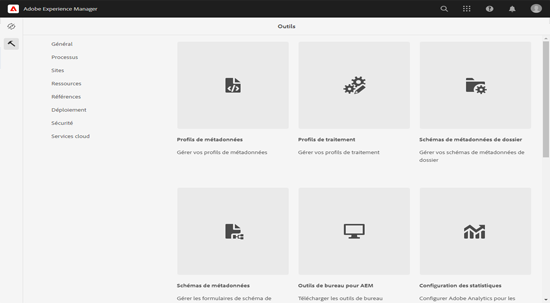 Adobe Experience Manager
Outils
Général
Processus
Sites
Ressources
Références
Déploiement
Sécurité
Services cloud
Profils de métadonnées
Gérer vos profils de métadonnées
Profils de traitement
Gérer vos profils de traitement
Schémas de métadonnées de dossier
Gérer vos schémas de métadonnées de
dossier
Schémas de métadonnées
Gérer les formulaires de schéma de
Outils de bureau pour AEM
Télécharger les outils de bureau
Configuration des statistiques
Configurer Adobe Analytics pour les